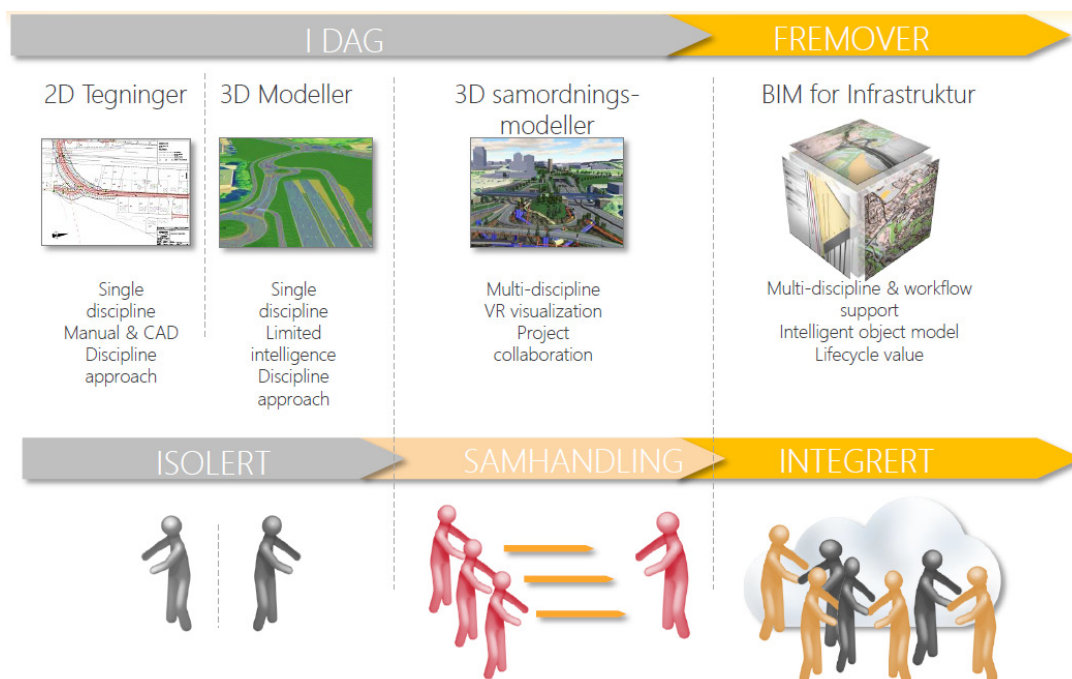 I DAG
FREMOVER
2D Tegninger
3D Modeller
3D samordnings-
modeller
BIM for Infrastruktur
Single
discipline
Manual & CAD
Discipline
approach
Single
discipline
Limited
intelligence
Discipline
approach
Multi-discipline
VR visualization
Project
collaboration
Multi-discipline & workflow
support
Intelligent object model
Lifecycle value
ISOLERT
SAMHANDLING
INTEGRERT